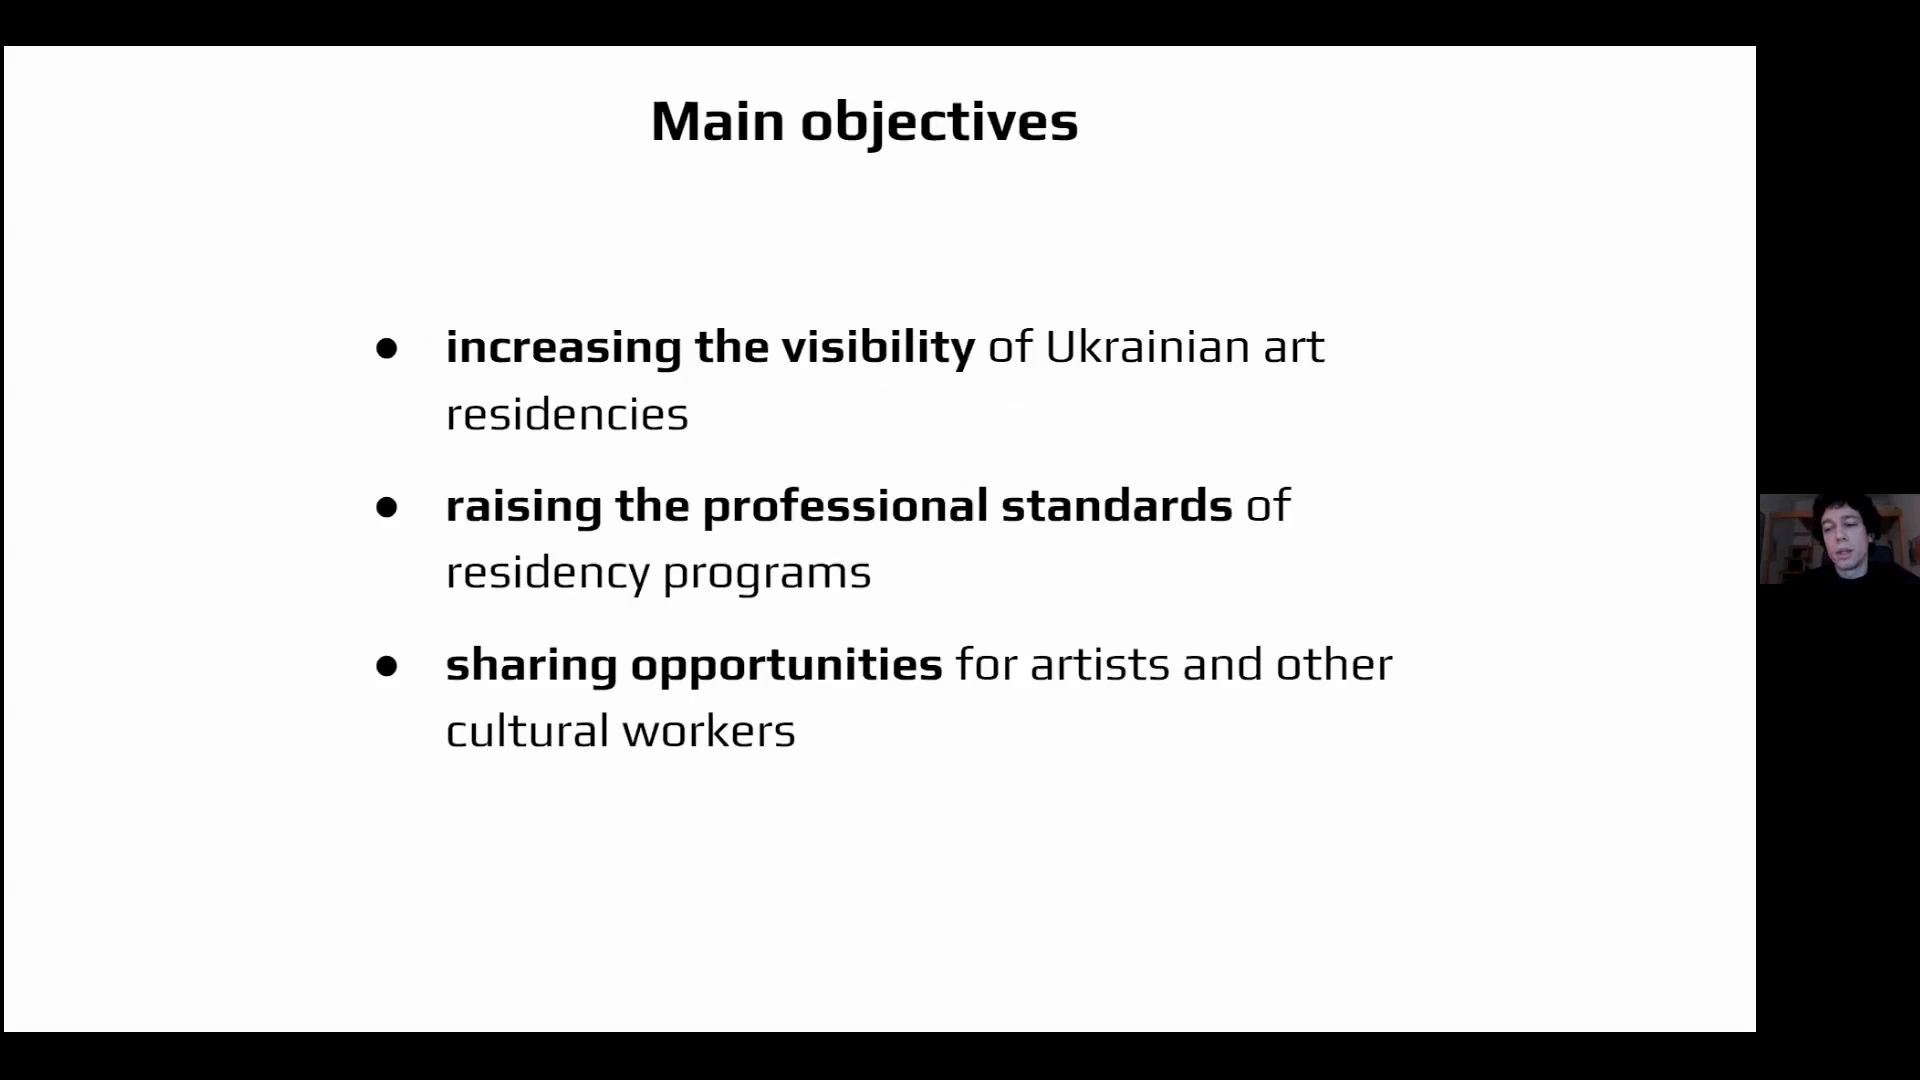 Main objectives
● increasing the visibility of Ukrainian art
residencies
● raising the professional standards of
residency programs
● sharing opportunities for artists and other
cultural workers